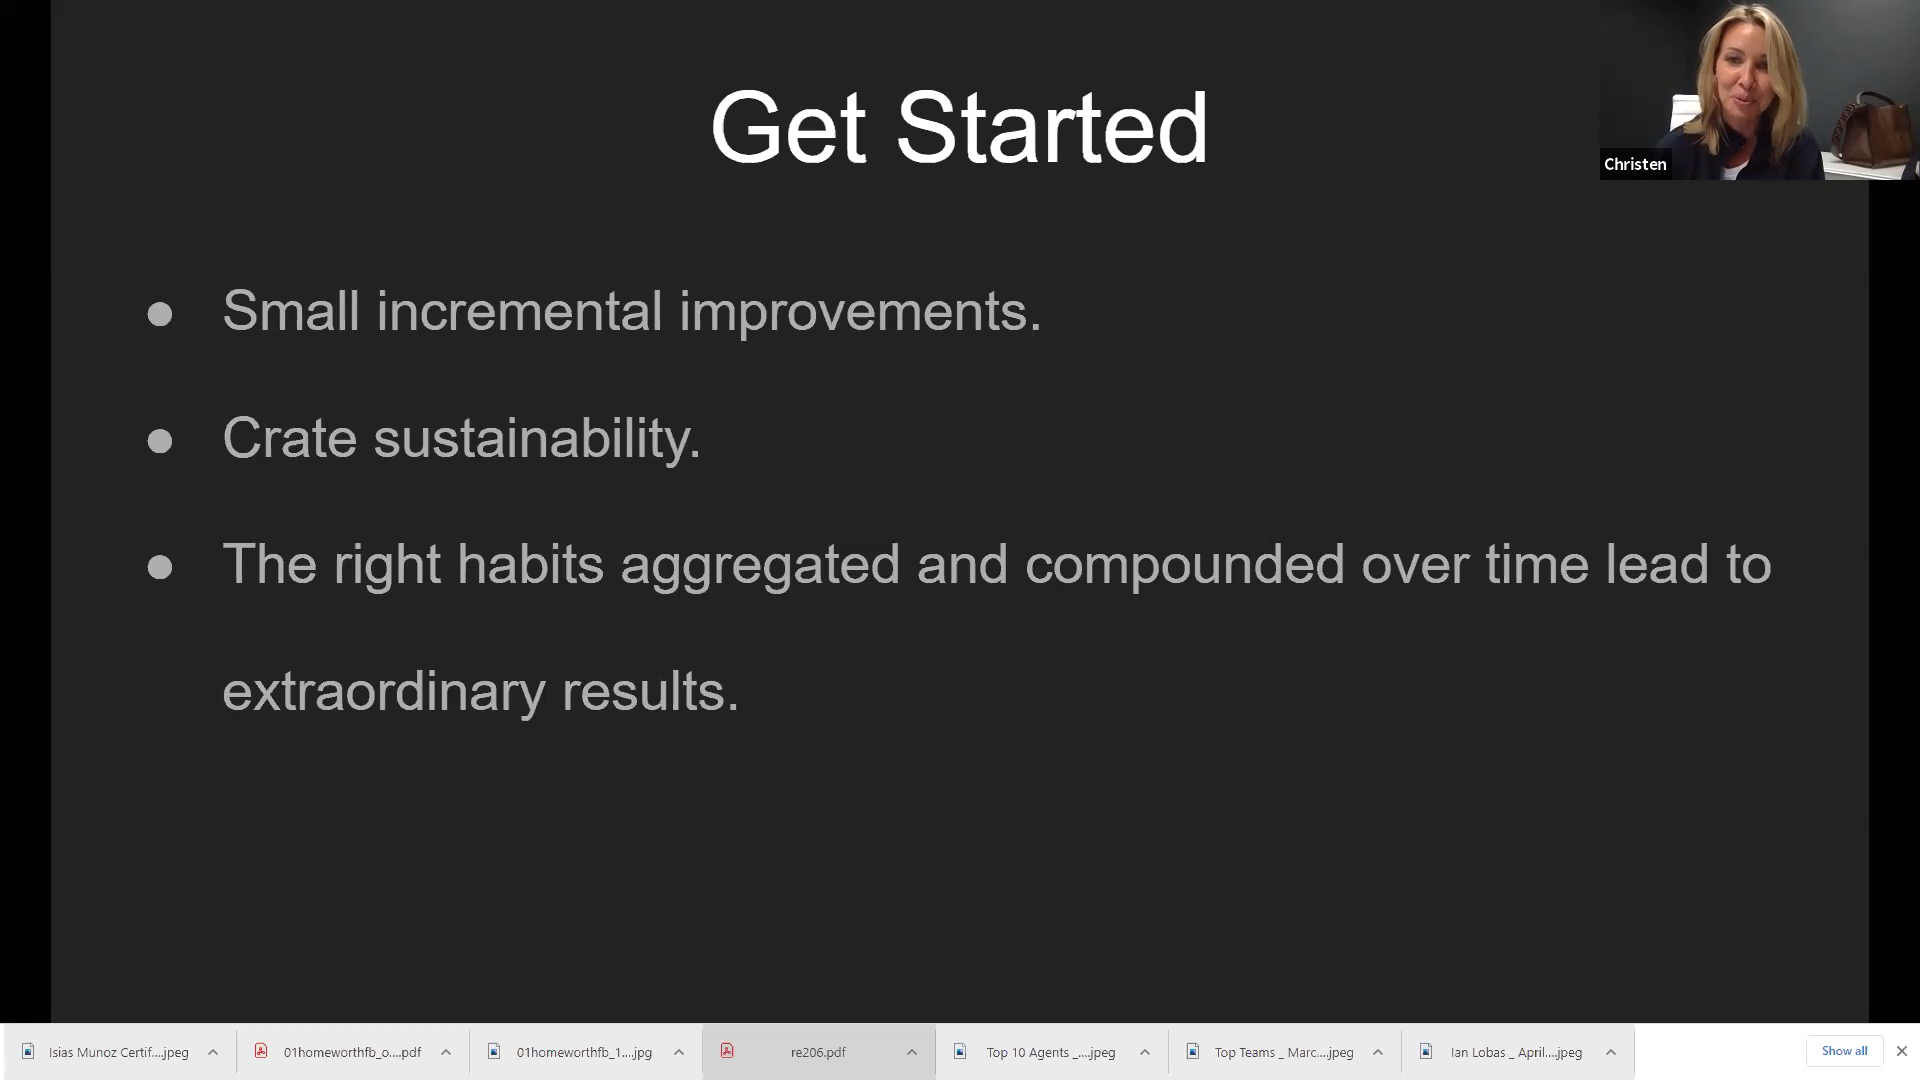 Get Started
Christen
● Small incremental improvements.
● Crate sustainability.
● The right habits aggregated and compounded over time lead to
extraordinary results.
Isias Munoz Certif....jpeg
01homeworthfb_o....pdf
01homeworthfb_1....jpg
re206.pdf
Top 10 Agents _....jpeg
Top Teams _ Marc....jpeg
Ian Lobas _ April....jpeg
Show all